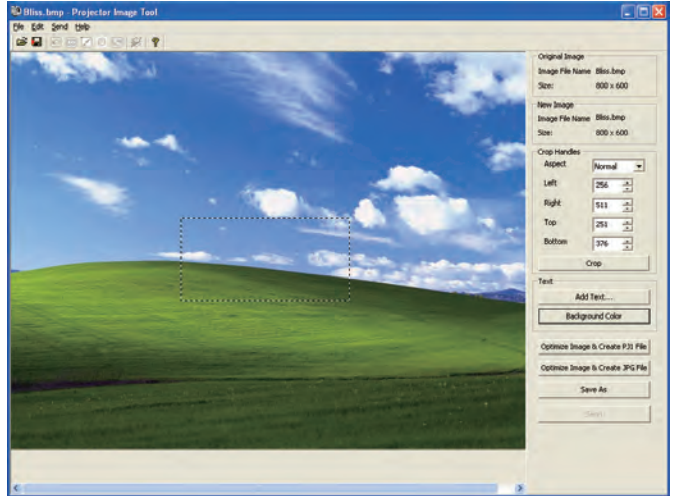 Bliss.bmp - Projector Image Tool
File Edit Send Help
Original Image
Image File Name Bliss.bmp
Size: 800 x 600
New Image
Image File Name Bliss.bmp
Size: 800 x 600
Crop Handles
Aspect Normal
Left 256
Right 511
Top 251
Bottom 376
Crop
Text
Add Text...
Background Color
Optimize Image & Create PJ1 File
Optimize Image & Create JPG File
Save As